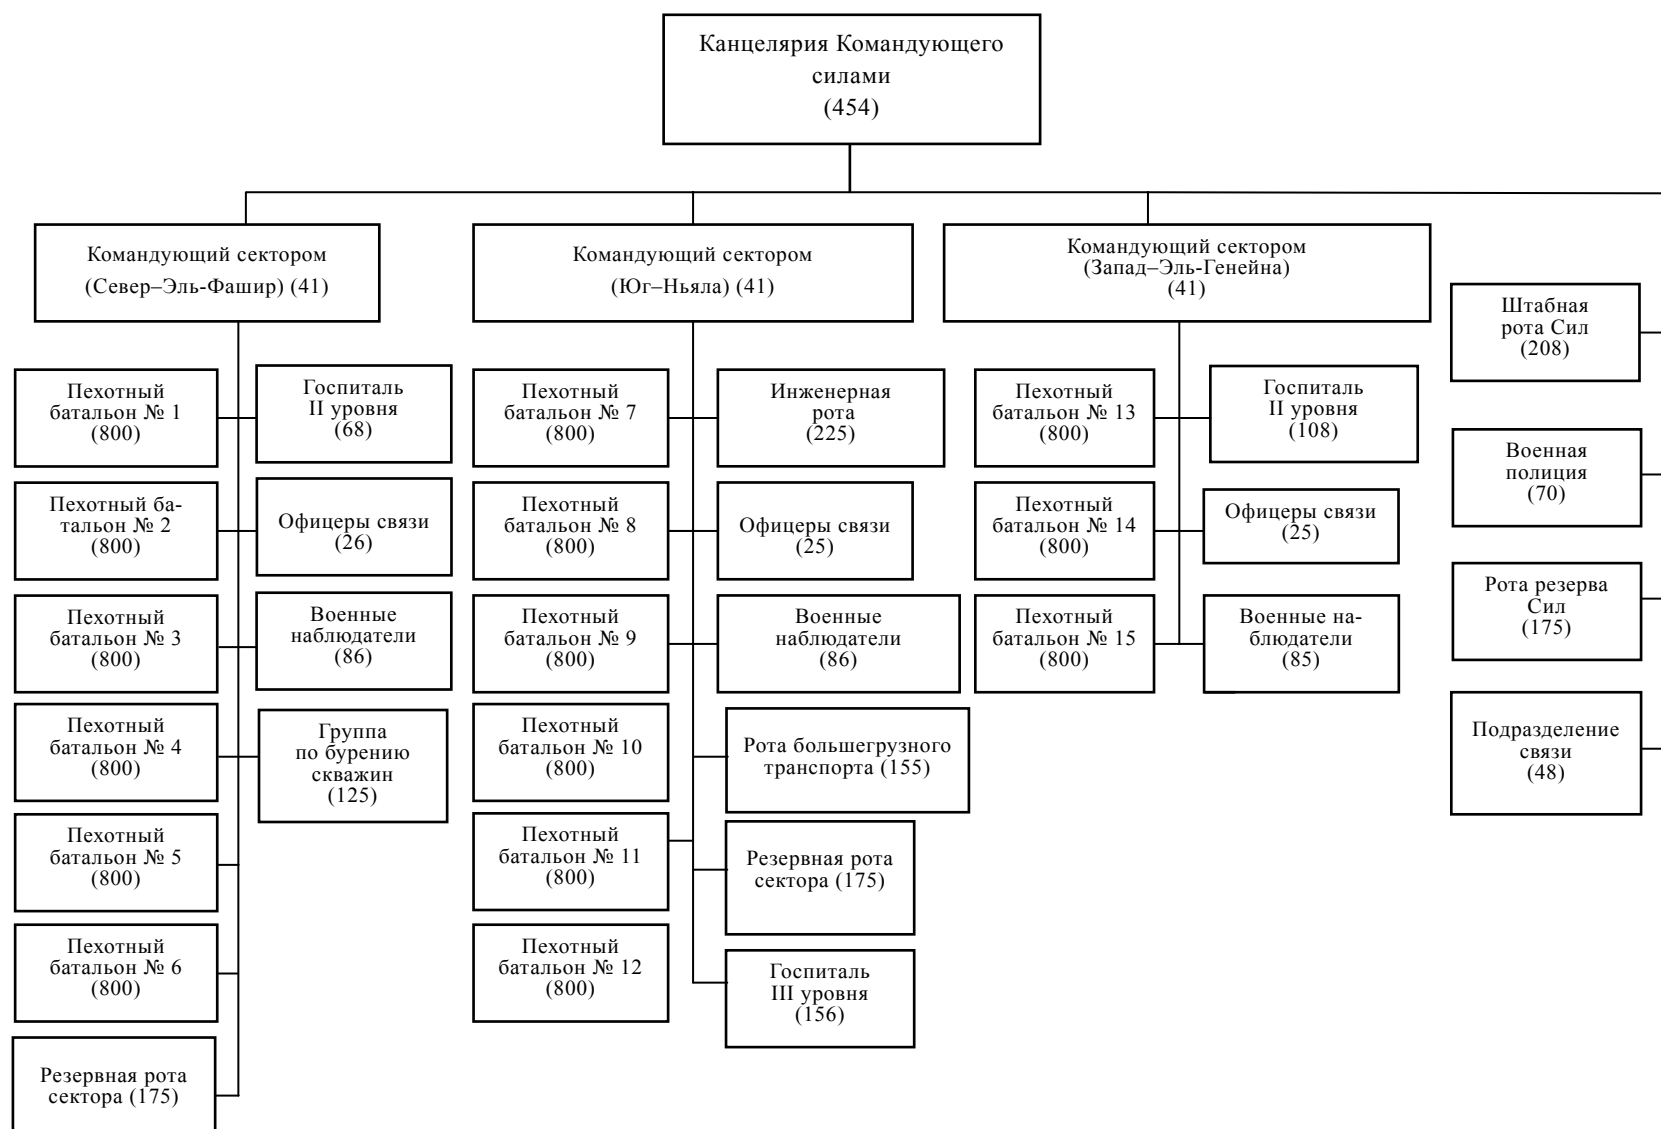 Канцелярия Командующего
силами
(454)
Командующий сектором
(Север–Эль-Фашир) (41)
Командующий сектором
(Юг–Ньяла) (41)
Командующий сектором
(Запад–Эль-Генейна)
(41)
Штабная
рота Сил
(208)
Военная
полиция
(70)
Рота резерва
Сил
(175)
Подразделение
связи
(48)
Пехотный
батальон № 1
(800)
Госпиталь
II уровня
(68)
Пехотный ба-
тальон № 2
(800)
Офицеры связи
(26)
Пехотный
батальон № 3
(800)
Военные
наблюдатели
(86)
Пехотный
батальон № 4
(800)
Группа
по бурению
скважин
(125)
Пехотный
батальон № 5
(800)
Пехотный
батальон № 6
(800)
Резервная рота
сектора (175)
Пехотный
батальон № 7
(800)
Инженерная
рота
(225)
Пехотный
батальон № 8
(800)
Офицеры связи
(25)
Пехотный
батальон № 9
(800)
Военные
наблюдатели
(86)
Пехотный
батальон № 10
(800)
Рота большегрузного
транспорта (155)
Пехотный
батальон № 11
(800)
Резервная рота
сектора (175)
Пехотный
батальон № 12
(800)
Госпиталь
III уровня
(156)
Пехотный
батальон № 13
(800)
Госпиталь
II уровня
(108)
Пехотный
батальон № 14
(800)
Офицеры связи
(25)
Пехотный
батальон № 15
(800)
Военные на-
блюдатели
(85)